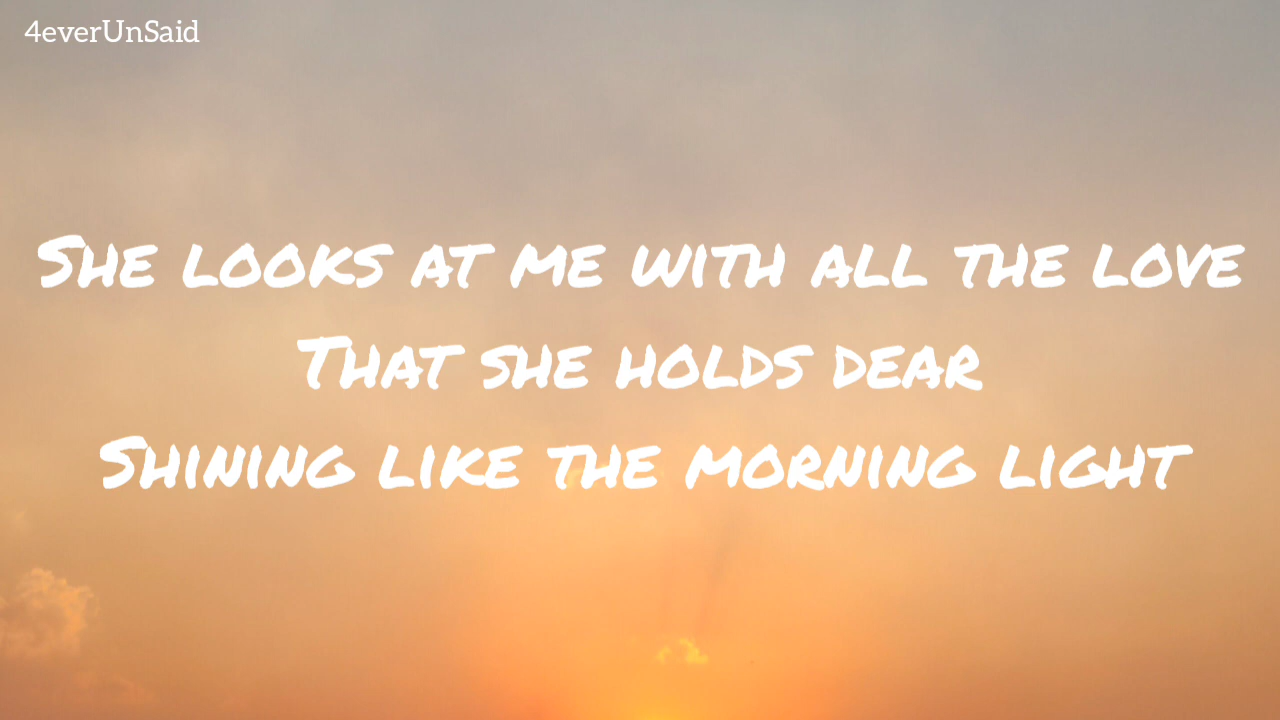 4everUnSaid
She looks at me with all the love
That she holds dear
Shining like the morning light